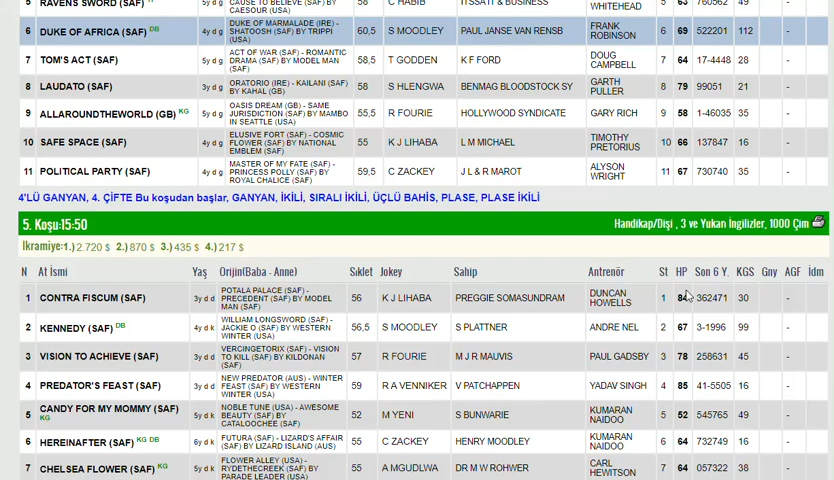 5 RAVENS SWORD (SAF) 5y d g CAUSE TO BELIEVE (SAF) BY 58 C HABIB ITSSATT & BUSINESS 5 63 760562 49
CAESOUR (USA) WHITEHEAD
6 DUKE OF AFRICA (SAF) DB 4y d g DUKE OF MARMALADE (IRE) - 60,5 S MOODLEY PAUL JANSE VAN RENSB FRANK 6 69 522201 112
SHATOOSH (SAF) BY TRIPPI ROBINSON
(USA)
7 TOM'S ACT (SAF) 5y d g ACT OF WAR (SAF) - ROMANTIC 58,5 T GODDEN K F FORD DOUG 7 64 17-4448 28
DRAMA (SAF) BY MODEL MAN CAMPBELL
(SAF)
8 LAUDATO (SAF) 3y d g ORATORIO (IRE) - KAILANI (SAF) 58 S HLENGWA BENMAG BLOODSTOCK SY GARTH 8 79 99051 21
BY KAHAL (GB) PULLER
9 ALLAROUNDTHEWORLD (GB) KG 5y d g OASIS DREAM (GB) - SAME 55,5 R FOURIE HOLLYWOOD SYNDICATE GARY RICH 9 58 1-46035 35
JURISDICTION (SAF) BY MAMBO
IN SEATTLE (USA)
10 SAFE SPACE (SAF) 4y d g ELUSIVE FORT (SAF) - COSMIC 55 K J LIHABA L M MICHAEL TIMOTHY 10 66 137847 16
FLOWER (SAF) BY NATIONAL PRETORIUS
EMBLEM (SAF)
11 POLITICAL PARTY (SAF) 4y d g MASTER OF MY FATE (SAF) - 59,5 C ZACKEY J L & R MAROT ALYSON 11 67 730740 35
PRINCESS POLLY (SAF) BY WRIGHT
ROYAL CHALICE (SAF)
4'LÜ GANYAN, 4. ÇİFTE Bu koşudan başlar, GANYAN, İKİLİ, SIRALI İKİLİ, ÜÇLÜ BAHİS, PLASE, PLASE İKİLİ
5. Koşu:15:50 Handikap/Dişi , 3 ve Yukarı İngilizler, 1000 Çim
İkramiye:1.) 2.720 $ 2.) 870 $ 3.) 435 $ 4.) 217 $
N At İsmi Yaş Orijin(Baba - Anne) Sıklet Jokey Sahip Antrenör St HP Son 6 Y. KGS Gny AGF İdm
1 CONTRA FISCUM (SAF) 3y d d POTALA PALACE (SAF) - 56 K J LIHABA PREGGIE SOMASUNDRAM DUNCAN 1 84 362471 30 -
PRECEDENT (SAF) BY MODEL HOWELLS
MAN (SAF)
2 KENNEDY (SAF) DB 4y d k WILLIAM LONGSWORD (SAF) - 56,5 S MOODLEY S PLATTNER ANDRE NEL 2 67 3-1996 99 -
JACKIE O (SAF) BY WESTERN
WINTER (USA)
3 VISION TO ACHIEVE (SAF) 3y d d VERCINGETORIX (SAF) - VISION 57 R FOURIE M J R MAUVIS PAUL GADSBY 3 78 258631 45 -
TO KILL (SAF) BY KILDONAN
(SAF)
4 PREDATOR'S FEAST (SAF) 3y d d NEW PREDATOR (AUS) - WINTER 59 R A VENNIKER V PATCHAPPEN YADAV SINGH 4 85 41-5505 16 -
FEAST (SAF) BY WESTERN
WINTER (USA)
5 CANDY FOR MY MOMMY (SAF) 5y d k NOBLE TUNE (USA) - AWESOME 52 M YENI S BUNWARIE KUMARAN 5 52 545765 49 -
KG BEAUTY (SAF) BY NAIDOO
CATALOOCHEE (SAF)
6 HEREINAFTER (SAF) KG DB 6y d k FUTURA (SAF) - LIZARD'S AFFAIR 55 C ZACKEY HENRY MOODLEY KUMARAN 6 64 732749 16 -
(SAF) BY LIZARD ISLAND (AUS) NAIDOO
7 CHELSEA FLOWER (SAF) KG 5y d k FLOWER ALLEY (USA) - 55 A MGUDLWA DR M W ROHWER CARL 7 64 057322 38 -
RYDETHECREEK (SAF) BY HEWITSON
PARADE LEADER (USA)